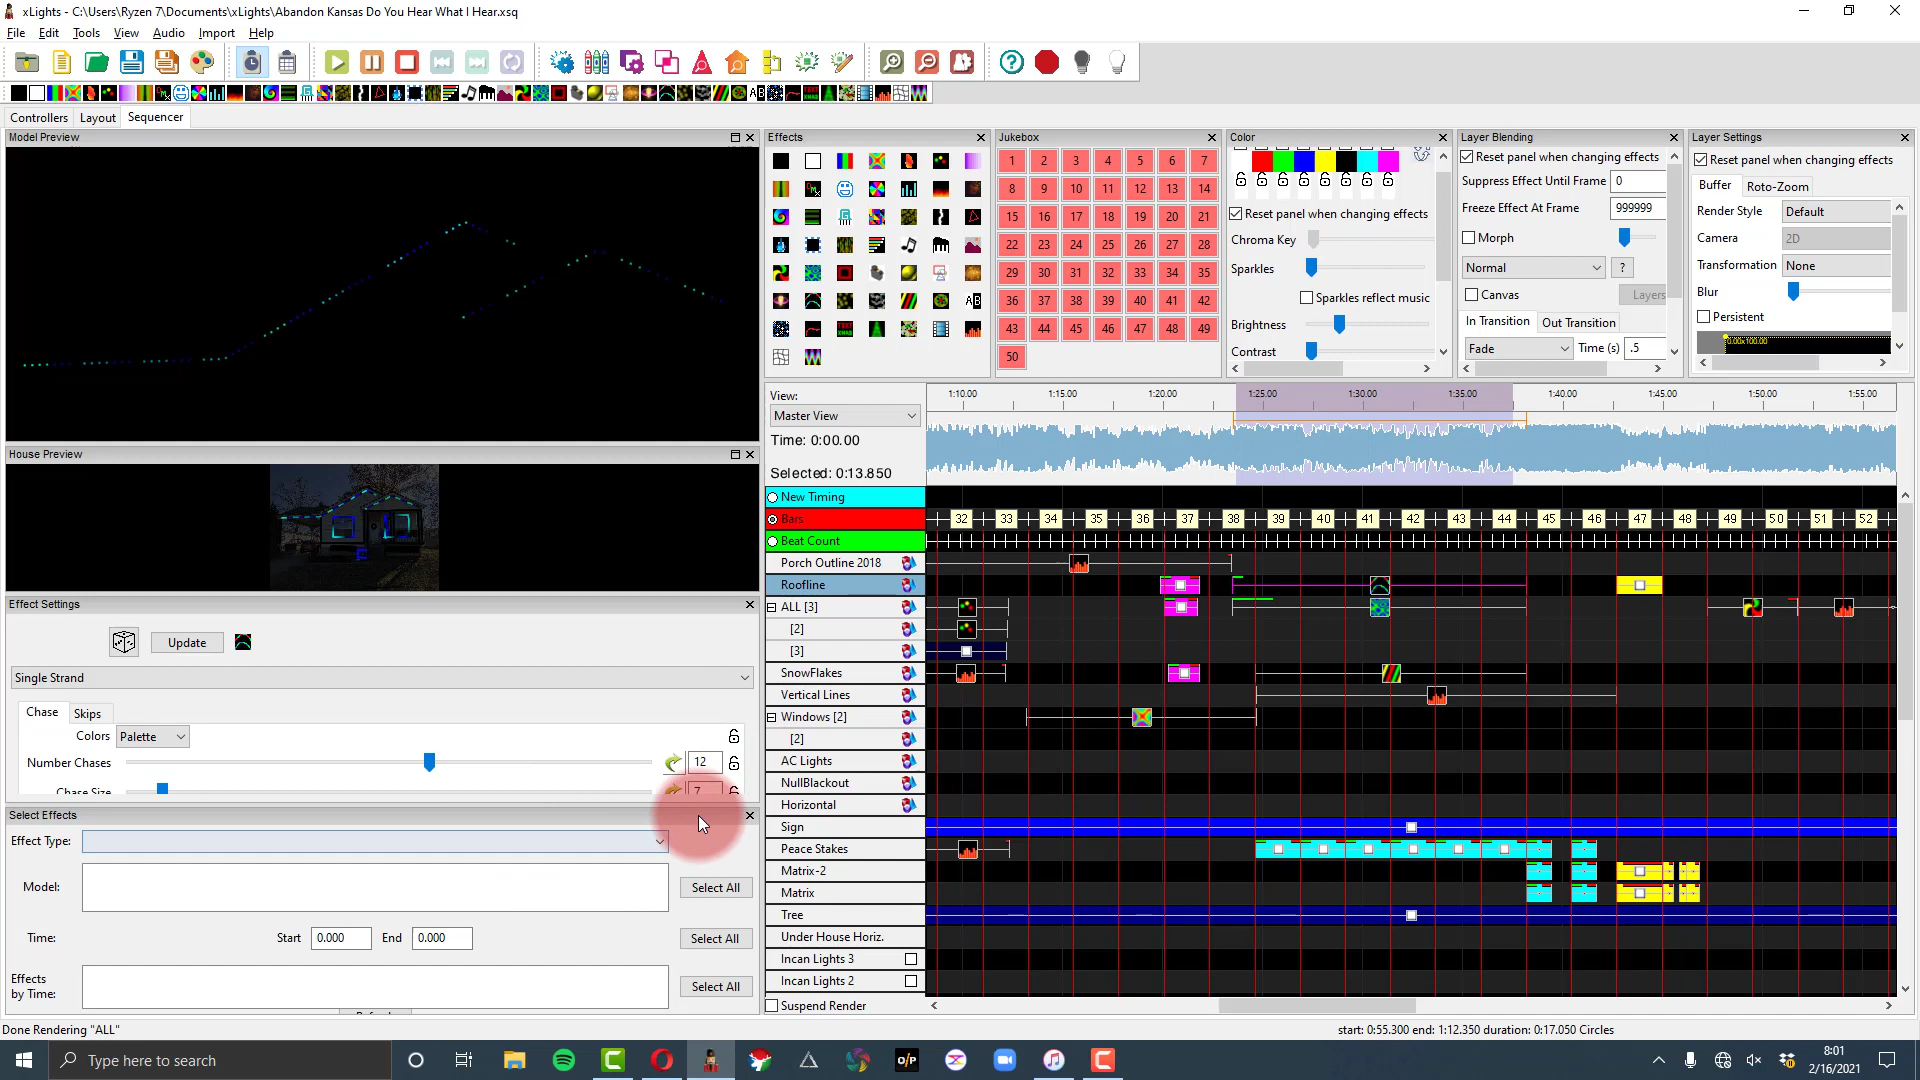 xLights - C:\Users\Ryzen 7\Documents\xLights\Abandon Kansas Do You Hear What I Hear.xsq
File Edit Tools View Audio Import Help
Controllers Layout Sequencer
Model Preview
House Preview
Effect Settings
Update
Single Strand
Chase Skips
Colors Palette
Number Chases 12
Chase Size 7
Select Effects
Effect Type:
Model: Select All
Time: Start 0.000 End 0.000 Select All
Effects
by Time: Select All
Done Rendering "ALL"
Effects
Jukebox
1 2 3 4 5 6 7
8 9 10 11 12 13 14
15 16 17 18 19 20 21
22 23 24 25 26 27 28
29 30 31 32 33 34 35
36 37 38 39 40 41 42
43 44 45 46 47 48 49
50
Color
Reset panel when changing effects
Chroma Key
Sparkles
Sparkles reflect music
Brightness
Contrast
Layer Blending
Reset panel when changing effects
Suppress Effect Until Frame 0
Freeze Effect At Frame 999999
Morph
Normal ?
Canvas Layers
In Transition Out Transition
Fade Time (s) .5
Layer Settings
Reset panel when changing effects
Buffer Roto-Zoom
Render Style Default
Camera 2D
Transformation None
Blur
Persistent
0.00x100.00
View:
Master View
Time: 0:00.00
Selected: 0:13.850
1:10.00 1:15.00 1:20.00 1:25.00 1:30.00 1:35.00 1:40.00 1:45.00 1:50.00 1:55.00
New Timing
Bars 32 33 34 35 36 37 38 39 40 41 42 43 44 45 46 47 48 49 50 51 52
Beat Count
Porch Outline 2018
Roofline
ALL [3]
[2]
[3]
SnowFlakes
Vertical Lines
Windows [2]
[2]
AC Lights
NullBlackout
Horizontal
Sign
Peace Stakes
Matrix-2
Matrix
Tree
Under House Horiz.
Incan Lights 3
Incan Lights 2
Suspend Render
start: 0:55.300 end: 1:12.350 duration: 0:17.050 Circles
Type here to search
O/P
8:01
2/16/2021